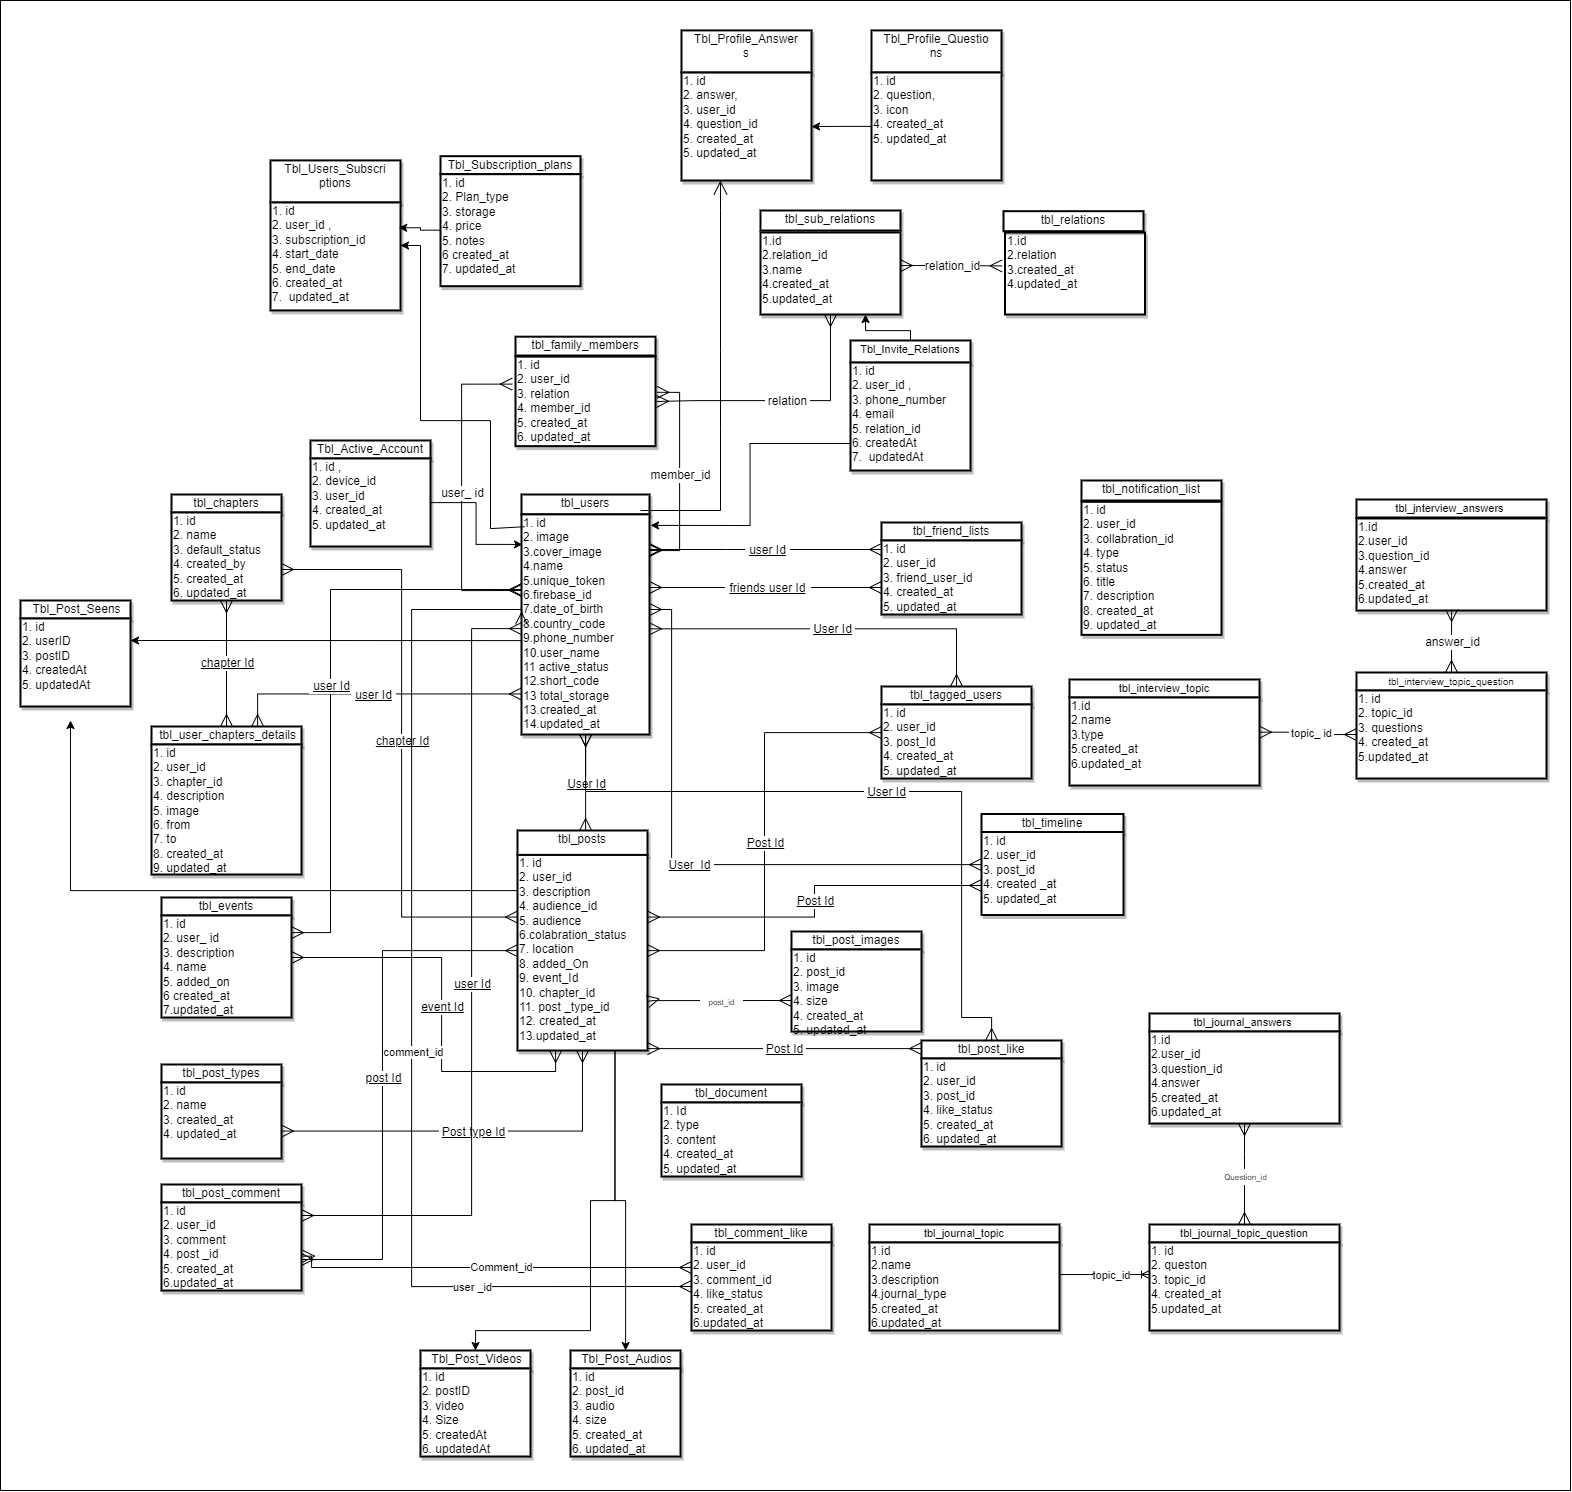 Tbl_Profile_Answer
s
1. id
2. answer,
3. user_id
4. question_id
5. created_at
6. updated_at
Tbl_Profile_Questio
ns
1. id
2. question,
3. icon
4. created_at
5. updated_at
Tbl_Users_Subscri
ptions
1. id
2. user_id ,
3. subscription_id
4. start_date
5. end_date
6. created_at
7.  updated_at
Tbl_Subscription_plans
1. id
2. Plan_type
3. storage
4. price
5. notes
6 created_at
7. updated_at
tbl_sub_relations
1.id
2.relation_id
3.name
4.created_at
5.updated_at
relation_id
tbl_relations
1.id
2.relation
3.created_at
4.updated_at
tbl_family_members
1. id
2. user_id
3. relation
4. member_id
5. created_at
6. updated_at
relation
Tbl_Invite_Relations
1. id
2. user_id ,
3. phone_number
4. email
5. relation_id
6. createdAt
7.  updatedAt
Tbl_Active_Account
1. id ,
2. device_id
3. user_id
4. created_at
5. updated_at
user_ id
member_id
tbl_chapters
1. id
2. name
3. default_status
4. created_by
5. created_at
6. updated_at
tbl_users
1. id
2. image
3.cover_image
4.name
5.unique_token
6.firebase_id
7.date_of_birth
8.country_code
9.phone_number
10.user_name
11 active_status
12.short_code
13 total_storage
13.created_at
14.updated_at
user Id
friends user Id
User Id
tbl_friend_lists
1. id
2. user_id
3. friend_user_id
4. created_at
5. updated_at
tbl_notification_list
1. id
2. user_id
3. collabration_id
4. type
5. status
6. title
7. description
8. created_at
9. updated_at
tbl_jnterview_answers
1.id
2.user_id
3.question_id
4.answer
5.created_at
6.updated_at
answer_id
Tbl_Post_Seens
1. id
2. userID
3. postID
4. createdAt
5. updatedAt
chapter Id
user Id
user Id
chapter Id
tbl_user_chapters_details
1. id
2. user_id
3. chapter_id
4. description
5. image
6. from
7. to
8. created_at
9. updated_at
tbl_tagged_users
1. id
2. user_id
3. post_Id
4. created_at
5. updated_at
tbl_interview_topic
1.id
2.name
3.type
5.created_at
6.updated_at
topic_ id
tbl_interview_topic_question
1. id
2. topic_id
3. questions
4. created_at
5.updated_at
User Id
User Id
Post Id
User_Id
Post Id
tbl_timeline
1. id
2. user_id
3. post_id
4. created _at
5. updated_at
tbl_posts
1. id
2. user_id
3. description
4. audience_id
5. audience
6.colabration_status
7. location
8. added_On
9. event_Id
10. chapter_id
11. post _type_id
12. created_at
13.updated_at
tbl_events
1. id
2. user_ id
3. description
4. name
5. added_on
6 created_at
7.updated_at
user Id
event Id
comment_id
post Id
post_id
tbl_post_images
1. id
2. post_id
3. image
4. size
4. created_at
5. updated_at
Post Id
tbl_post_like
1. id
2. user_id
3. post_id
4. like_status
5. created_at
6. updated_at
tbl_post_types
1. id
2. name
3. created_at
4. updated_at
Post type Id
tbl_document
1. Id
2. type
3. content
4. created_at
5. updated_at
tbl_journal_answers
1.id
2.user_id
3.question_id
4.answer
5.created_at
6.updated_at
Question_id
tbl_post_comment
1. id
2. user_id
3. comment
4. post _id
5. created_at
6.updated_at
Comment_id
user _id
tbl_comment_like
1. id
2. user_id
3. comment_id
4. like_status
5. created_at
6.updated_at
tbl_journal_topic
1.id
2.name
3.description
4.journal_type
5.created_at
6.updated_at
topic_id
tbl_journal_topic_question
1. id
2. queston
3. topic_id
4. created_at
5.updated_at
Tbl_Post_Videos
1. id
2. postID
3. video
4. Size
5. createdAt
6. updatedAt
Tbl_Post_Audios
1. id
2. post_id
3. audio
4. size
5. created_at
6. updated_at